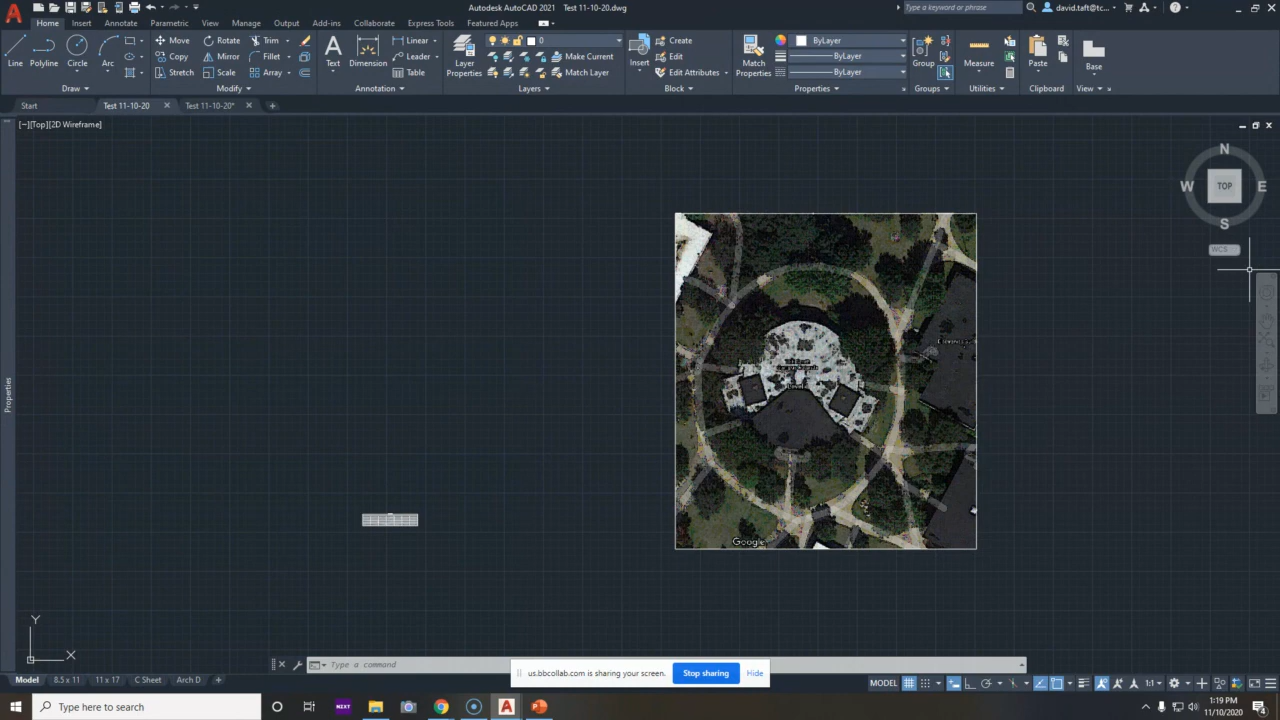 Autodesk AutoCAD 2021 Test 11-10-20.dwg
Type a keyword or phrase
david.taft@tc...
Home Insert Annotate Parametric View Manage Output Add-ins Collaborate Express Tools Featured Apps
Line Polyline Circle Arc
Move Rotate Trim
Copy Mirror Fillet
Stretch Scale Array
Text Dimension
Linear
Leader
Table
Layer Properties
0
Make Current
Match Layer
Insert
Create
Edit
Edit Attributes
Match Properties
ByLayer
ByLayer
ByLayer
Group
Measure
Paste
Base
Draw Modify Annotation Layers Block Properties Groups Utilities Clipboard View
Start Test 11-10-20 Test 11-10-20*
[−][Top][2D Wireframe]
N
W TOP E
S
WCS
Properties
Google
Y
X
Type a command
us.bbcollab.com is sharing your screen. Stop sharing Hide
Model 8.5 x 11 11 x 17 C Sheet Arch D
MODEL 1:1
Type here to search
NEXT
1:19 PM
11/10/2020
4